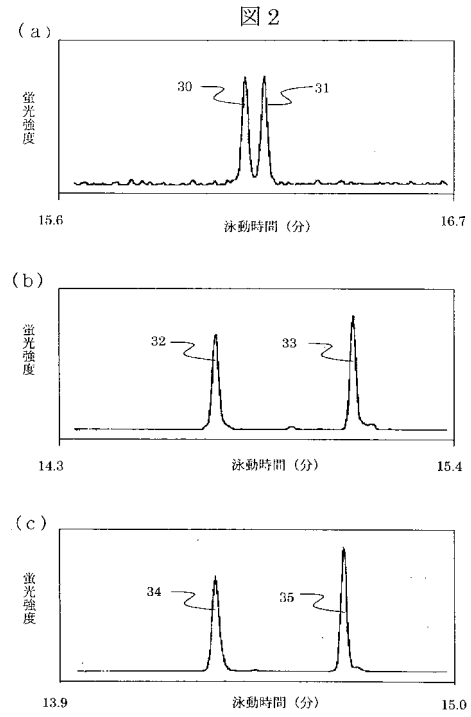 図2
(a)
30
31
蛍光強度
15.6
泳動時間 (分)
16.7
(b)
32
33
蛍光強度
14.3
泳動時間 (分)
15.4
(c)
34
35
蛍光強度
13.9
泳動時間 (分)
15.0